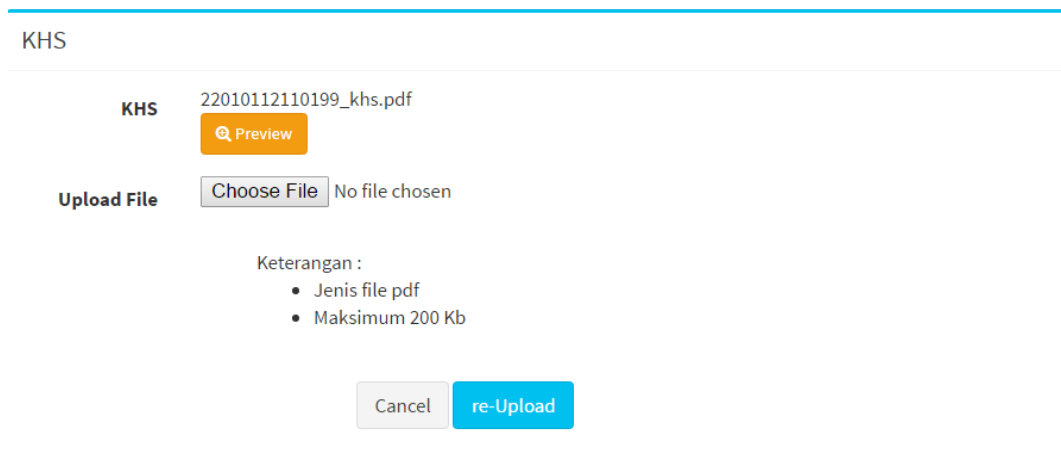 KHS
KHS 22010112110199_khs.pdf
Preview
Upload File Choose File No file chosen
Keterangan :
• Jenis file pdf
• Maksimum 200 Kb
Cancel re-Upload